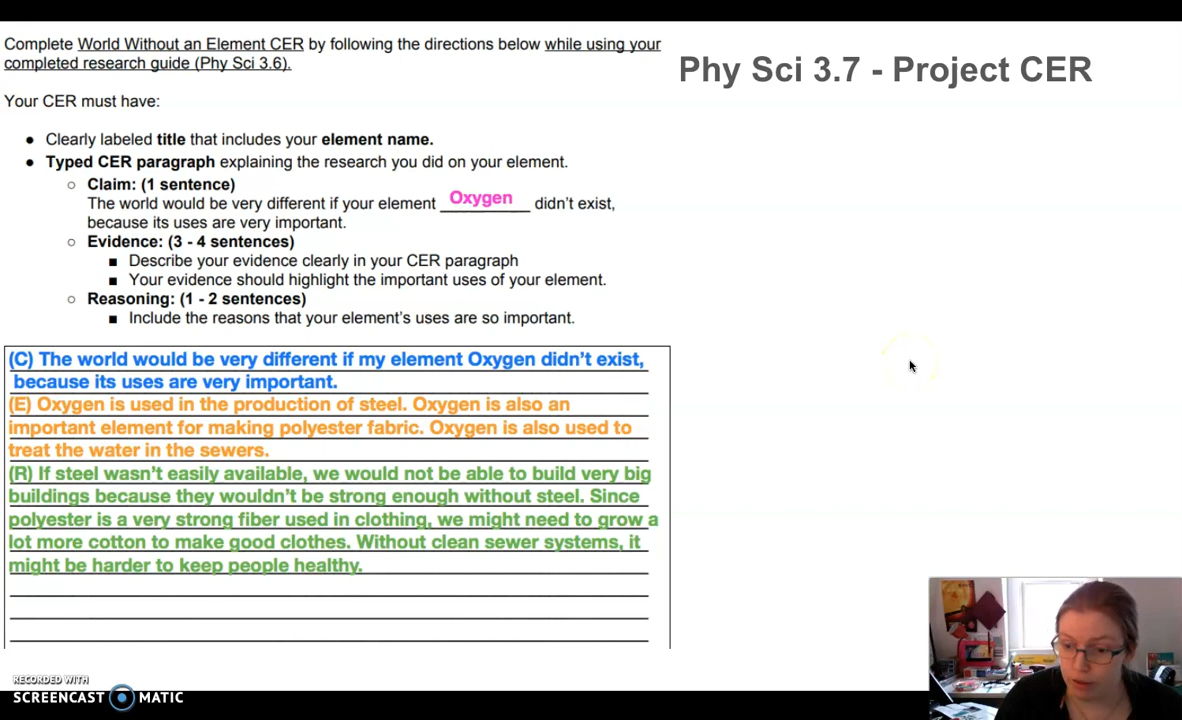 Complete World Without an Element CER by following the directions below while using your
completed research guide (Phy Sci 3.6).
Phy Sci 3.7 - Project CER
Your CER must have:
● Clearly labeled title that includes your element name.
● Typed CER paragraph explaining the research you did on your element.
○ Claim: (1 sentence)
The world would be very different if your element Oxygen didn't exist,
because its uses are very important.
○ Evidence: (3 - 4 sentences)
■ Describe your evidence clearly in your CER paragraph
■ Your evidence should highlight the important uses of your element.
○ Reasoning: (1 - 2 sentences)
■ Include the reasons that your element's uses are so important.
(C) The world would be very different if my element Oxygen didn't exist,
because its uses are very important.
(E) Oxygen is used in the production of steel. Oxygen is also an
important element for making polyester fabric. Oxygen is also used to
treat the water in the sewers.
(R) If steel wasn't easily available, we would not be able to build very big
buildings because they wouldn't be strong enough without steel. Since
polyester is a very strong fiber used in clothing, we might need to grow a
lot more cotton to make good clothes. Without clean sewer systems, it
might be harder to keep people healthy.
RECORDED WITH
SCREENCAST MATIC